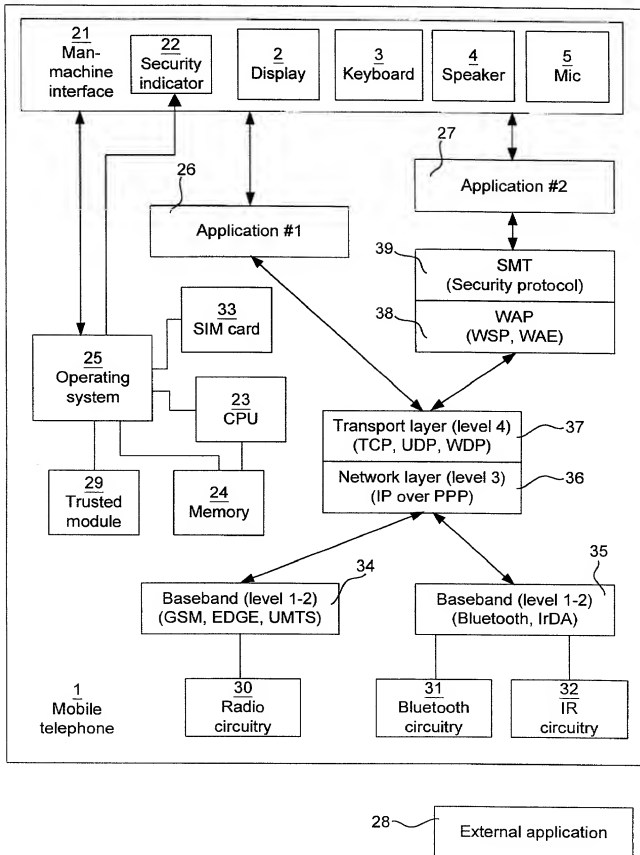 21
Man-
machine
interface
22
Security
indicator
2
Display
3
Keyboard
4
Speaker
5
Mic
27
26
Application #2
Application #1
39
SMT
(Security protocol)
33
SIM card
38
WAP
(WSP, WAE)
25
Operating
system
23
CPU
Transport layer (level 4)
(TCP, UDP, WDP)
37
29
Trusted
module
24
Memory
Network layer (level 3)
(IP over PPP)
36
34
35
Baseband (level 1-2)
(GSM, EDGE, UMTS)
Baseband (level 1-2)
(Bluetooth, IrDA)
1
Mobile
telephone
30
Radio
circuitry
31
Bluetooth
circuitry
32
IR
circuitry
28
External application